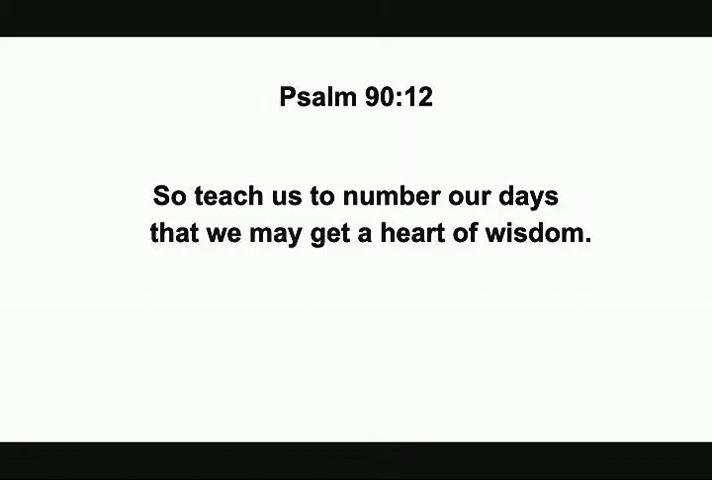 Psalm 90:12
So teach us to number our days
that we may get a heart of wisdom.